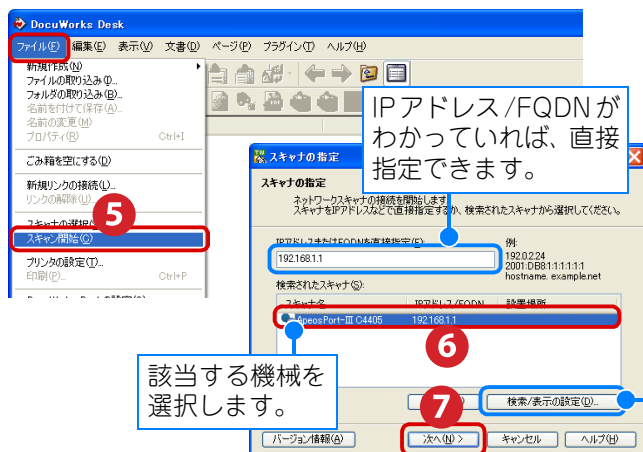 DocuWorks Desk
ファイル(F) 編集(E) 表示(V) 文書(D) ページ(P) プラグイン(T) ヘルプ(H)
新規作成(N)
ファイルの取り込み(I)...
フォルダの取り込み(B)...
名前を付けて保存(A)...
名前の変更(M)
プロパティ(R) Ctrl+I
ごみ箱を空にする(D)
新規リンクの接続(L)...
リンクの解除(U)...
5
スキャナの選択
スキャン開始(C)
プリンタの設定(T)...
印刷(P)... Ctrl+P
IPアドレス/FQDNが
わかっていれば、直接
指定できます。
スキャナの指定
スキャナの指定
ネットワークスキャナの接続を開始します。
スキャナをIPアドレスなどで直接指定するか、検索されたスキャナから選択してください。
IPアドレスまたはFQDNを直接指定(F):
192.168.1.1
例:
192.0.2.24
2001:DB8:1:1:1:1:1:1
hostname. example.net
検索されたスキャナ(S):
スキャナ名 IPアドレス/FQDN 設置場所
ApeosPort-III C4405 192.168.1.1
6
該当する機械を
選択します。
7
検索/表示の設定(D)...
バージョン情報(A) 次へ(N) > キャンセル ヘルプ(H)